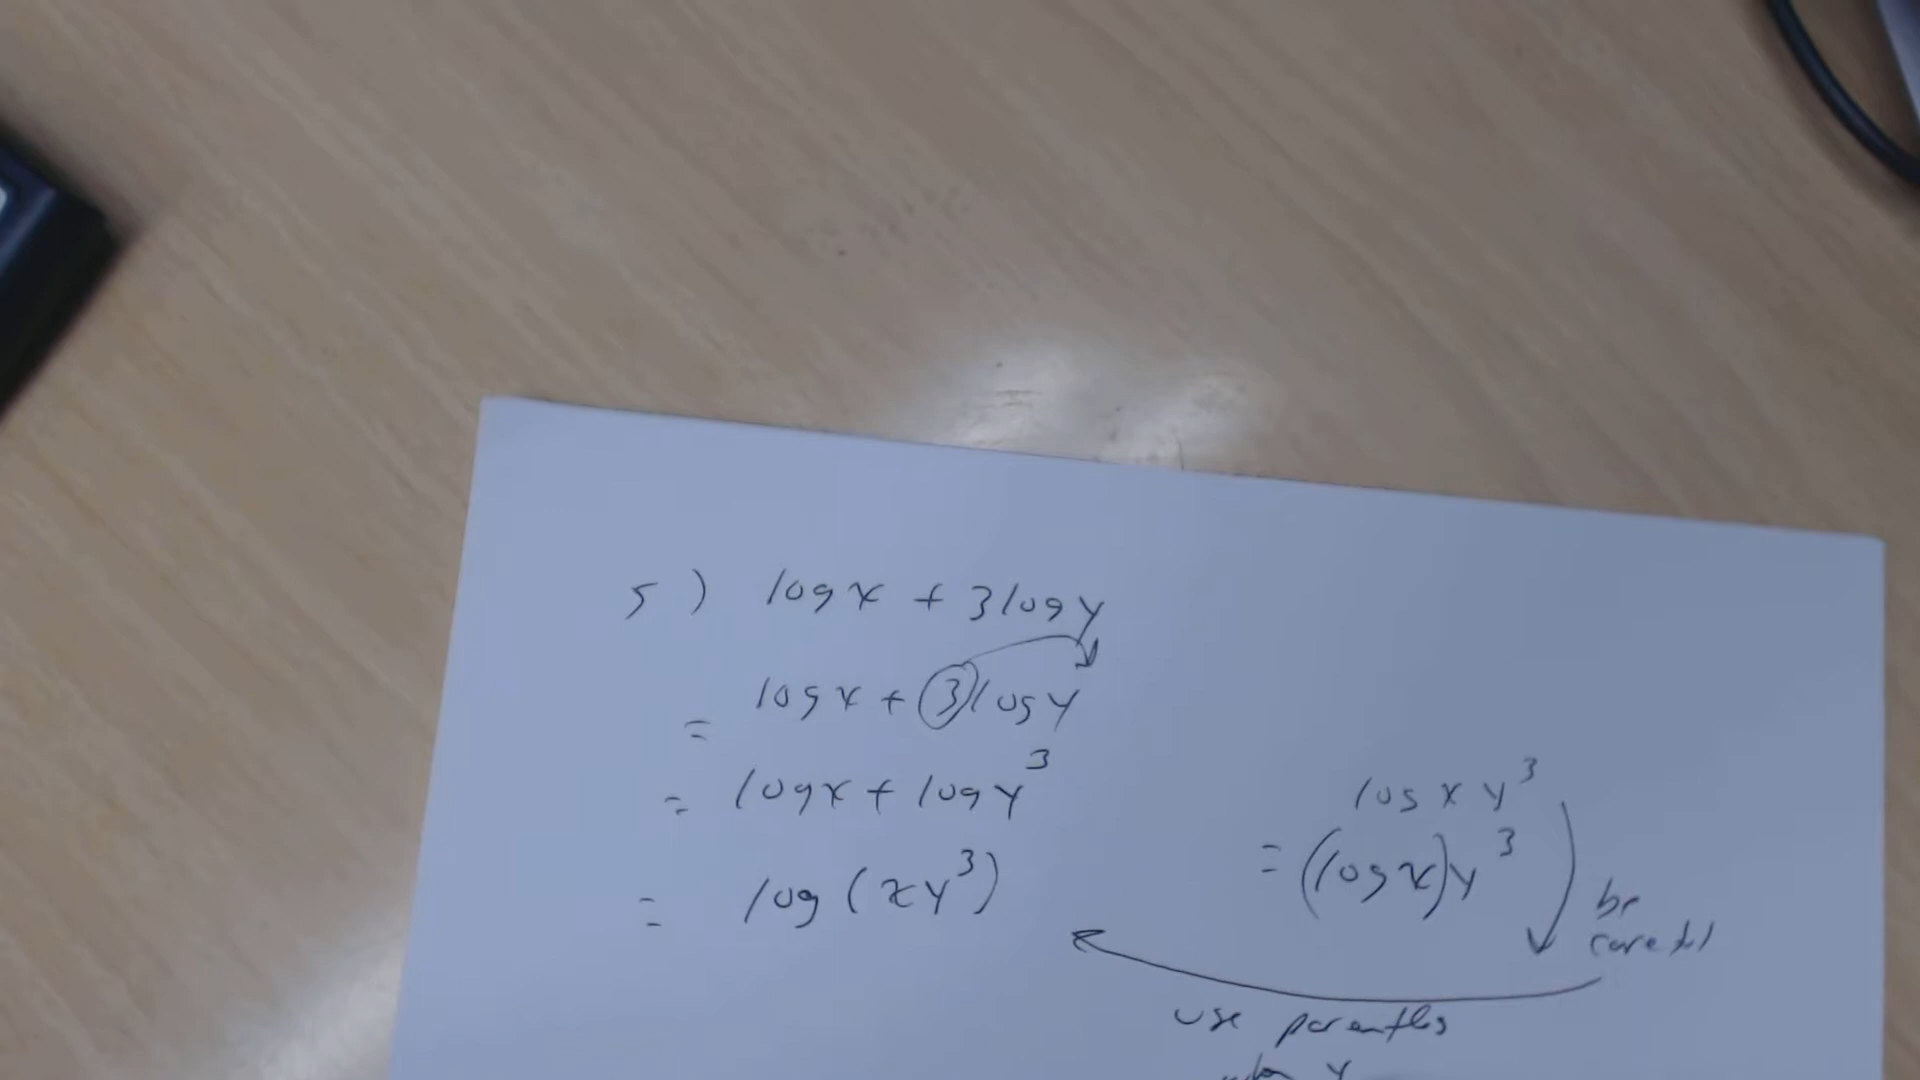 5) log x + 3 log y
= log x + 3 log y
= log x + log y³
= log (xy³)
log x y³
= (log x) y³
be
careful
use